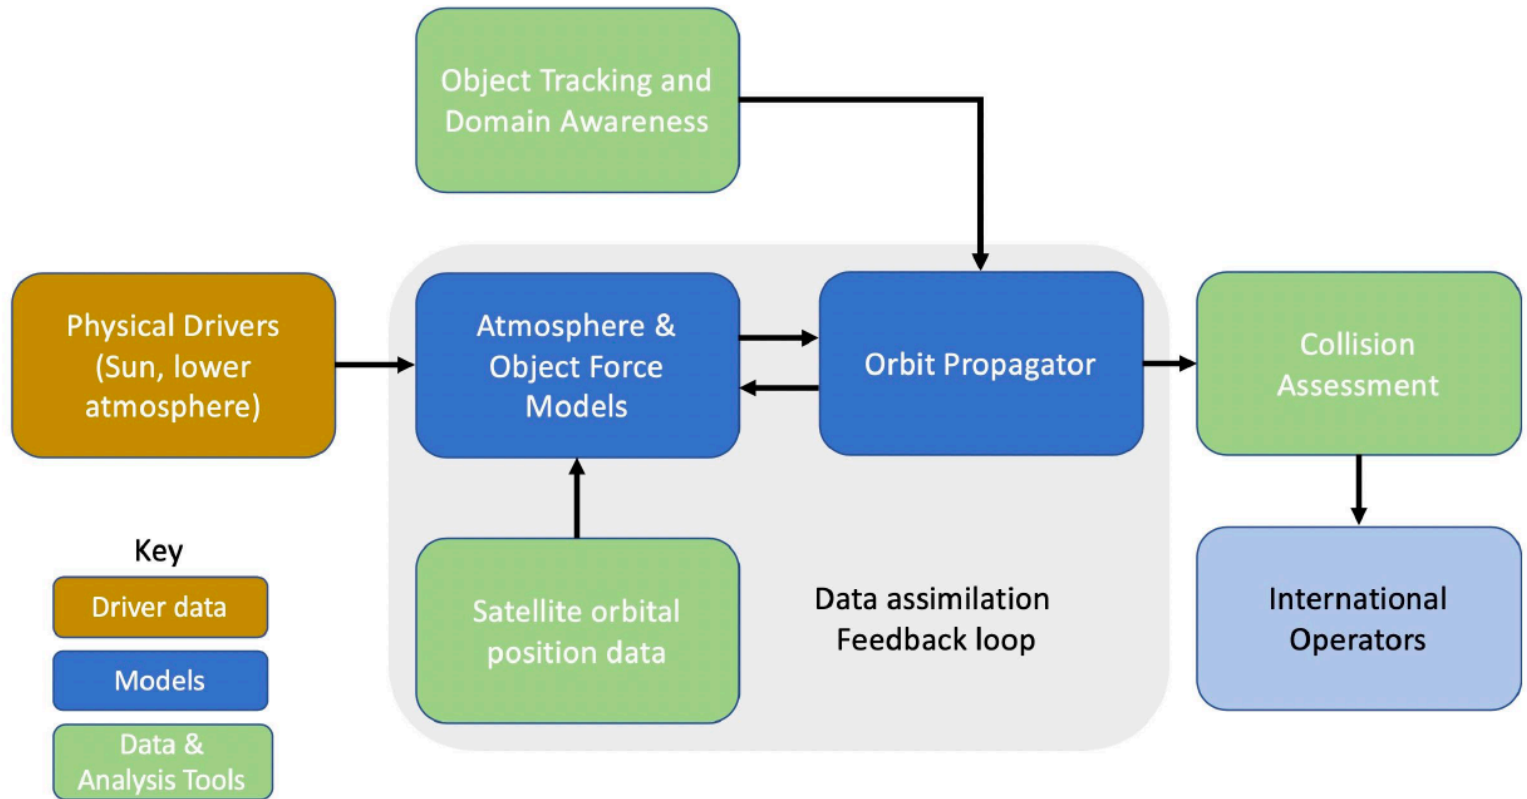 Object Tracking and
Domain Awareness
Physical Drivers
(Sun, lower
atmosphere)
Atmosphere &
Object Force
Models
Orbit Propagator
Collision
Assessment
Satellite orbital
position data
Data assimilation
Feedback loop
International
Operators
Key
Driver data
Models
Data &
Analysis Tools